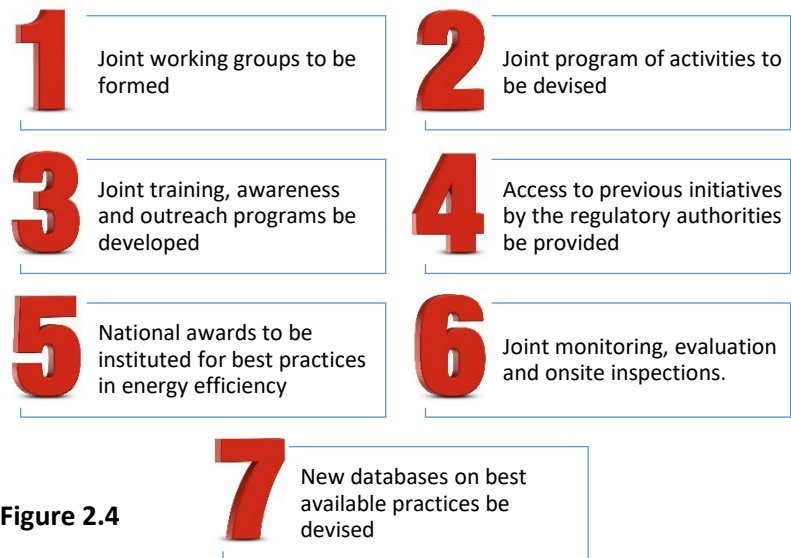 1
Joint working groups to be
formed
2
Joint program of activities to
be devised
3
Joint training, awareness
and outreach programs be
developed
4
Access to previous initiatives
by the regulatory authorities
be provided
5
National awards to be
instituted for best practices
in energy efficiency
6
Joint monitoring, evaluation
and onsite inspections.
7
New databases on best
available practices be
devised
Figure 2.4